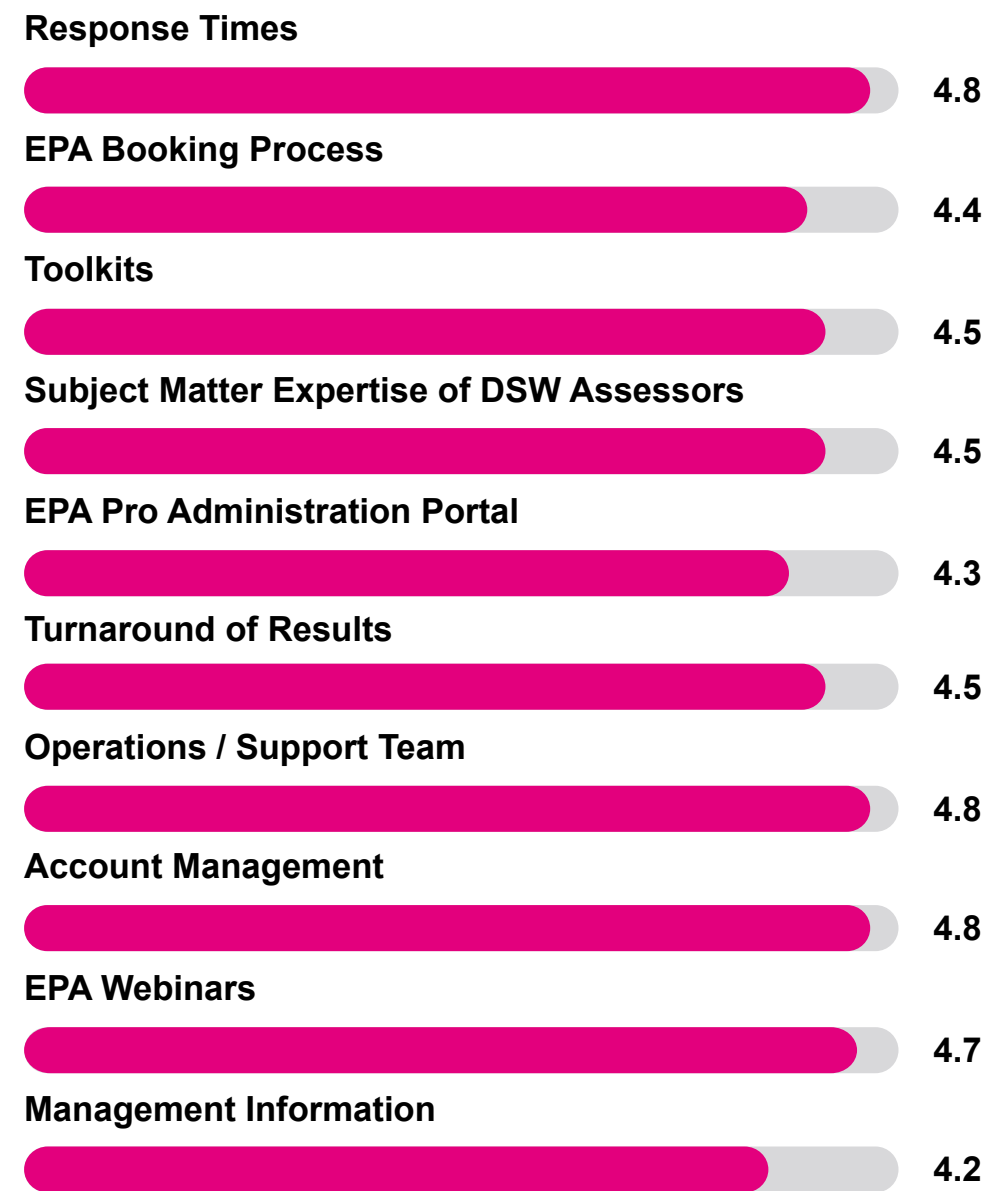 Response Times
4.8
EPA Booking Process
4.4
Toolkits
4.5
Subject Matter Expertise of DSW Assessors
4.5
EPA Pro Administration Portal
4.3
Turnaround of Results
4.5
Operations / Support Team
4.8
Account Management
4.8
EPA Webinars
4.7
Management Information
4.2